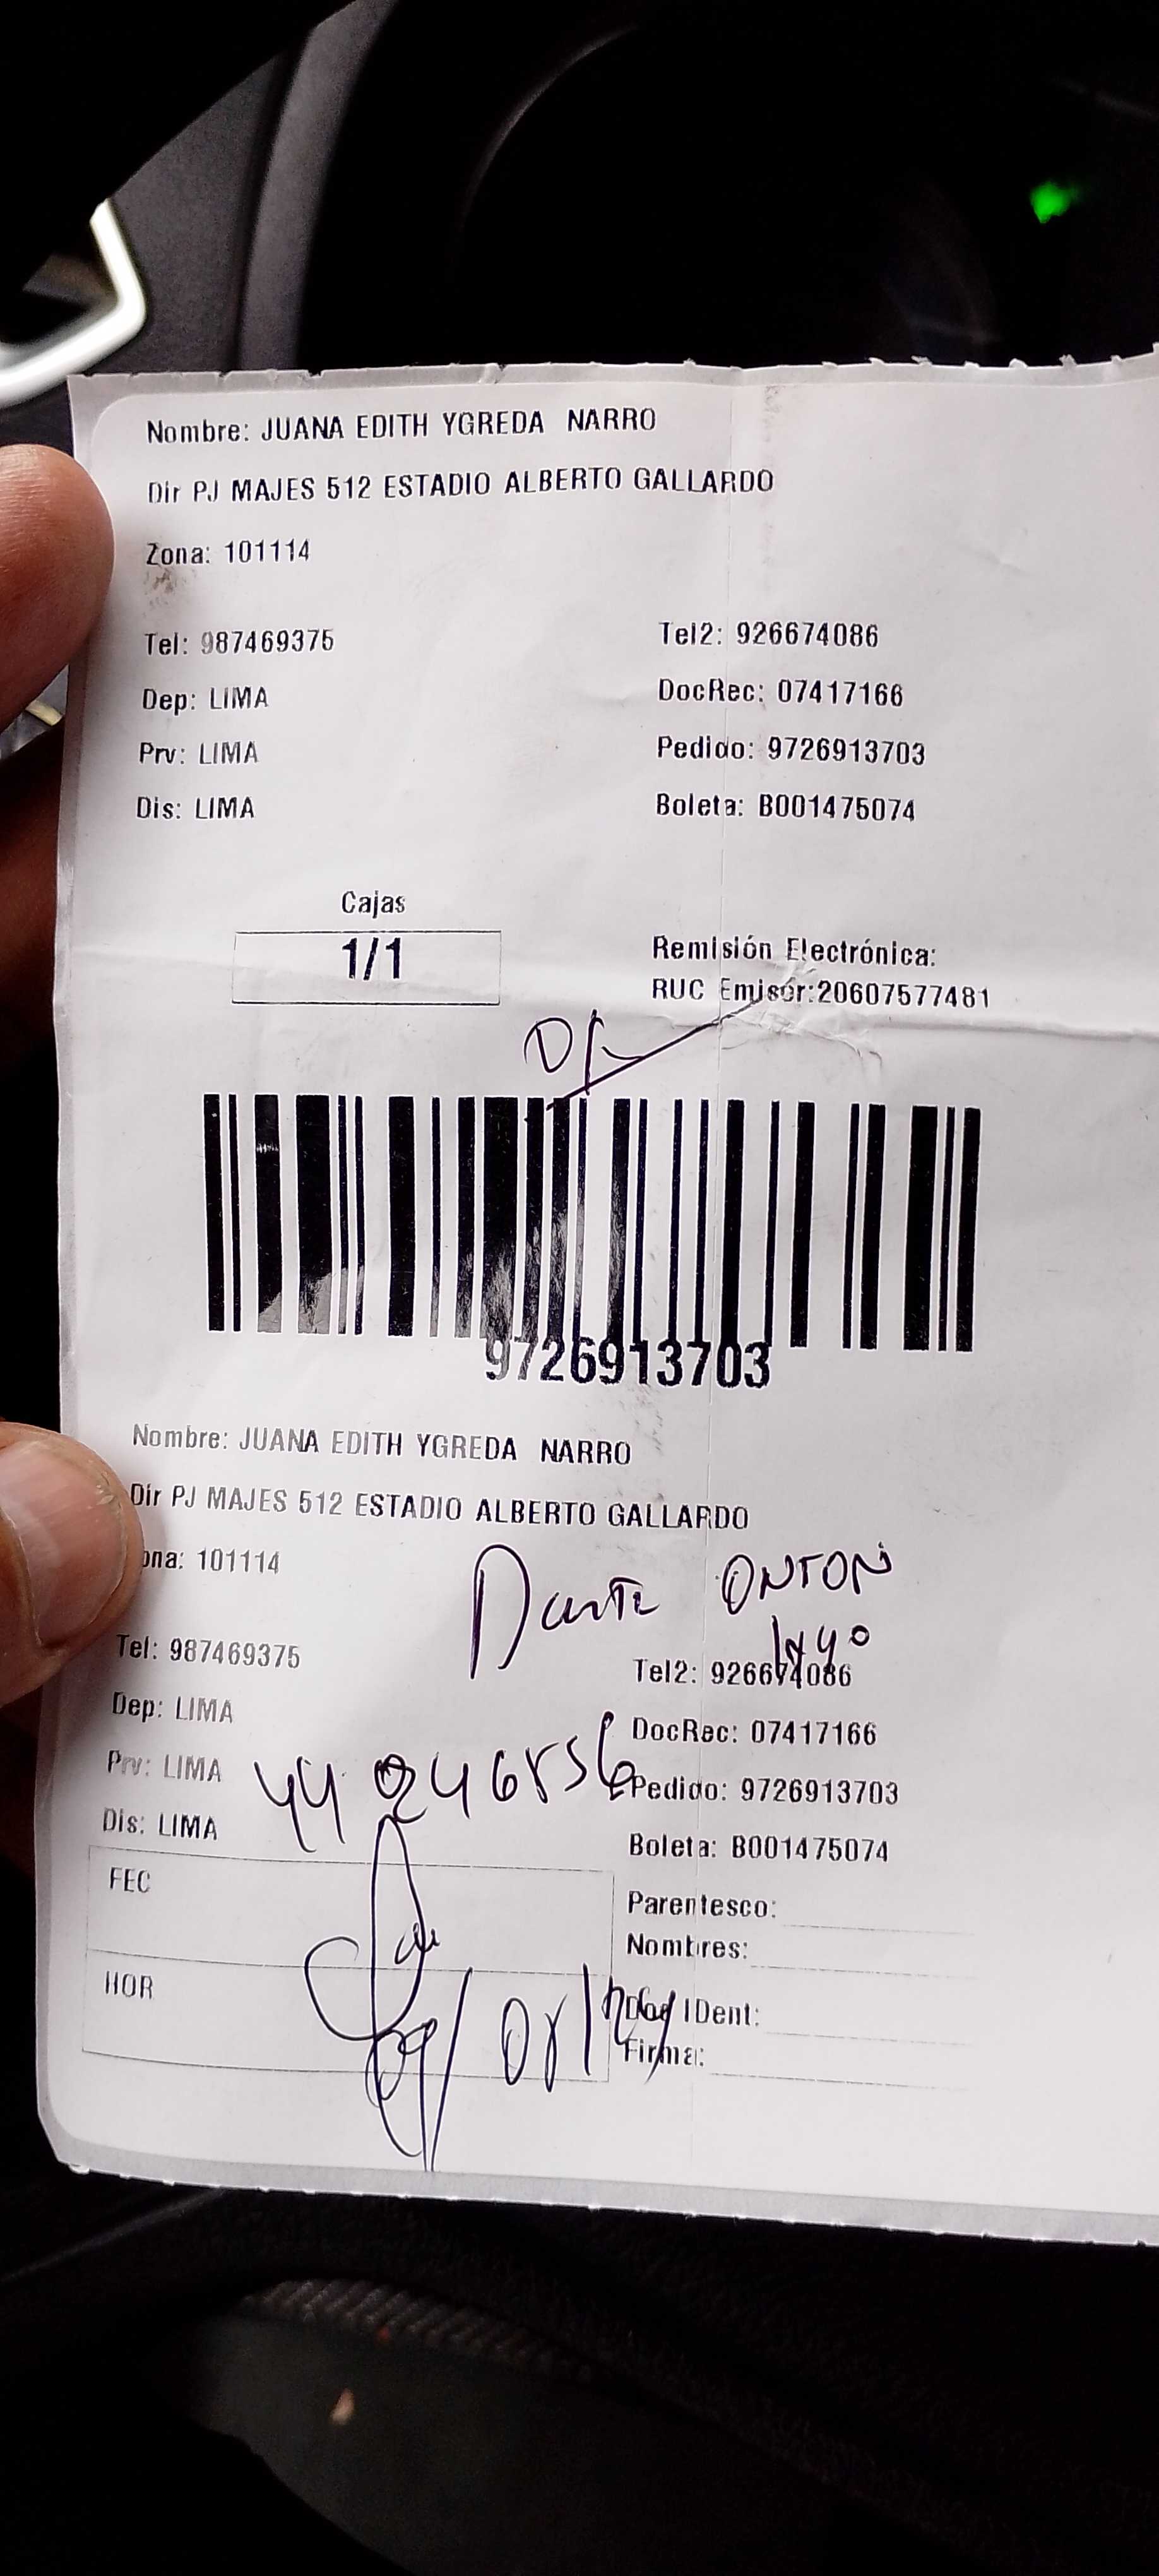 Nombre: JUANA EDITH YGREDA NARRO
Dir PJ MAJES 512 ESTADIO ALBERTO GALLARDO
Zona: 101114
Tel: 987469375 Tel2: 926674086
Dep: LIMA DocRec: 07417166
Prv: LIMA Pedido: 9726913703
Dis: LIMA Boleta: B001475074
Cajas
1/1
Remisión Electrónica:
RUC Emisor:20607577481
9726913703
Nombre: JUANA EDITH YGREDA NARRO
Dir PJ MAJES 512 ESTADIO ALBERTO GALLARDO
ona: 101114
Dante ONTON
Tel: 987469375 Tel2: 926674086
Dep: LIMA DocRec: 07417166
Prv: LIMA Pedido: 9726913703
Dis: LIMA Boleta: B001475074
FEC Parentesco:
Nombres:
HOR IDent:
Firma: